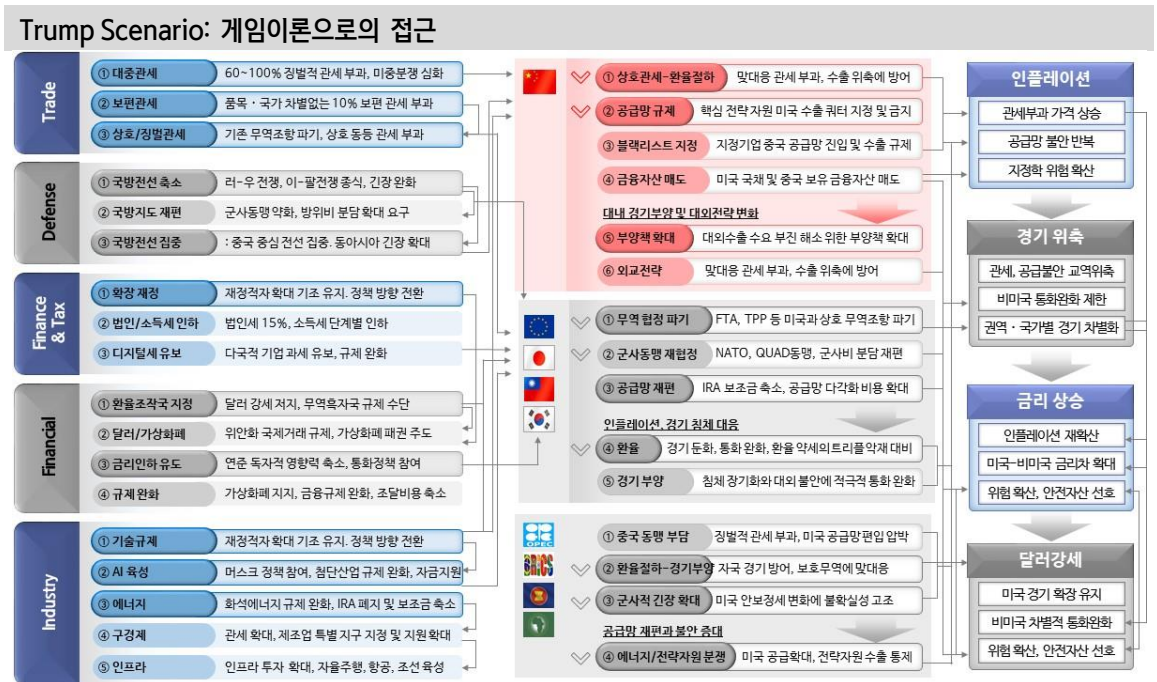 Trump Scenario: 게임이론으로의 접근
Trade
① 대중관세 60~100% 징벌적 관세 부과, 미중분쟁 심화
② 보편관세 품목・국가 차별없는 10% 보편 관세 부과
③ 상호/징벌관세 기존 무역조항 파기, 상호 동등 관세 부과
Defense
① 국방전선 축소 러-우 전쟁, 이-팔전쟁 종식, 긴장 완화
② 국방지도 재편 군사동맹 약화, 방위비 분담 확대 요구
③ 국방전선 집중 : 중국 중심 전선 집중. 동아시아 긴장 확대
Finance
& Tax
① 확장 재정 재정적자 확대 기조 유지. 정책 방향 전환
② 법인/소득세 인하 법인세 15%, 소득세 단계별 인하
③ 디지털세 유보 다국적 기업 과세 유보, 규제 완화
Financial
① 환율조작국 지정 달러 강세 저지, 무역흑자국 규제 수단
② 달러/가상화폐 위안화 국제거래 규제, 가상화폐 패권 주도
③ 금리인하 유도 연준 독자적 영향력 축소, 통화정책 참여
④ 규제 완화 가상화폐 지지, 금융규제 완화, 조달비용 축소
Industry
① 기술규제 재정적자 확대 기조 유지. 정책 방향 전환
② AI 육성 머스크 정책 참여, 첨단산업 규제 완화, 자금지원
③ 에너지 화석에너지 규제 완화, IRA 폐지 및 보조금 축소
④ 구경제 관세 확대, 제조업 특별 지구 지정 및 지원 확대
⑤ 인프라 인프라 투자 확대, 자율주행, 항공, 조선 육성
① 상호관세-환율절하 맞대응 관세 부과, 수출 위축에 방어
② 공급망 규제 핵심 전략 자원 미국 수출 쿼터 지정 및 금지
③ 블랙리스트 지정 지정기업 중국 공급망 진입 및 수출 규제
④ 금융자산 매도 미국 국채 및 중국 보유 금융자산 매도
대내 경기부양 및 대외전략 변화
⑤ 부양책 확대 대외수출 수요 부진 해소 위한 부양책 확대
⑥ 외교전략 맞대응 관세 부과, 수출 위축에 방어
① 무역 협정 파기 FTA, TPP 등 미국과 상호 무역조항 파기
② 군사동맹 재협정 NATO, QUAD동맹, 군사비 분담 재편
③ 공급망 재편 IRA 보조금 축소, 공급망 다각화 비용 확대
인플레이션, 경기 침체 대응
④ 환율 경기 둔화, 통화 완화, 환율 약세의 트리플 악재 대비
⑤ 경기 부양 침체 장기화와 대외 불안에 적극적 통화 완화
OPEC
BRICS
① 중국 동맹 부담 징벌적 관세 부과, 미국 공급망 편입 압박
② 환율절하-경기부양 자국 경기 방어, 보호무역에 맞대응
③ 군사적 긴장 확대 미국 안보정세 변화에 불확실성 고조
공급망 재편과 불안 증대
④ 에너지/전략자원 분쟁 미국 공급확대, 전략자원 수출 통제
인플레이션
관세부과 가격 상승
공급망 불안 반복
지정학 위험 확산
경기 위축
관세, 공급불안 교역위축
비미국 통화완화 제한
권역・국가별 경기 차별화
금리 상승
인플레이션 재확산
미국-비미국 금리차 확대
위험 확산, 안전자산 선호
달러강세
미국 경기 확장 유지
비미국 차별적 통화완화
위험 확산, 안전자산 선호